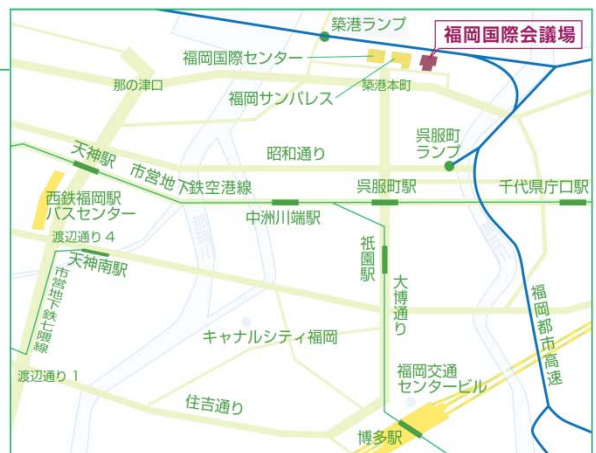 築港ランプ
福岡国際会議場
福岡国際センター
那の津口
築港本町
福岡サンパレス
呉服町
ランプ
昭和通り
天神駅
市営地下鉄空港線
呉服町駅
千代県庁口駅
西鉄福岡駅
バスセンター
中洲川端駅
渡辺通り4
天神南駅
祇園駅
大博通り
市営地下鉄七隈線
福岡都市高速
キャナルシティ福岡
渡辺通り1
福岡交通
センタービル
住吉通り
博多駅